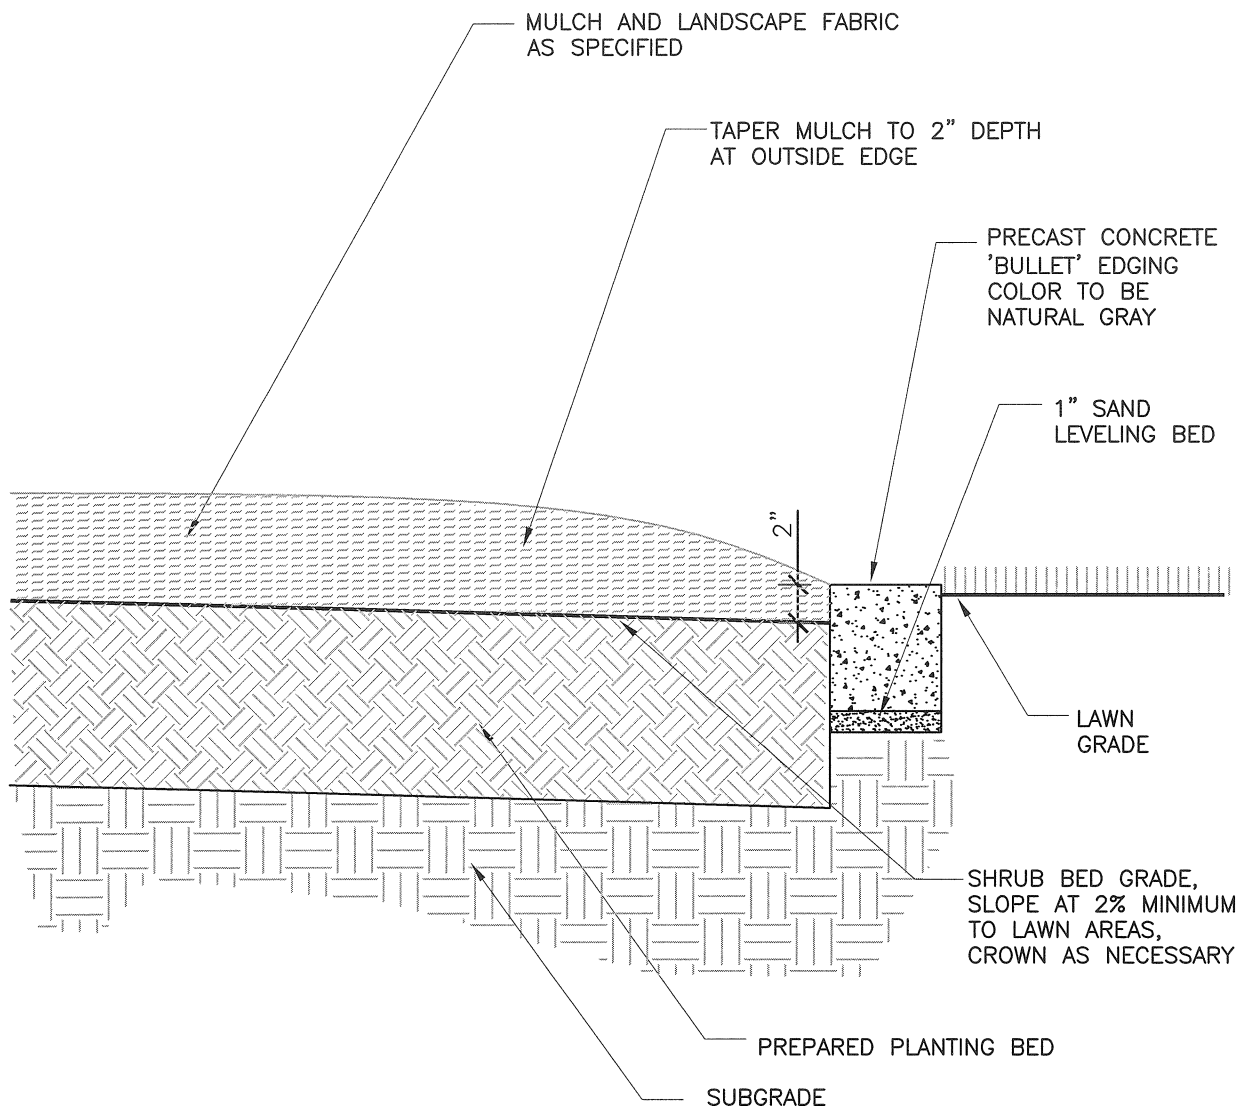 MULCH AND LANDSCAPE FABRIC
AS SPECIFIED
TAPER MULCH TO 2" DEPTH
AT OUTSIDE EDGE
PRECAST CONCRETE
'BULLET' EDGING
COLOR TO BE
NATURAL GRAY
1" SAND
LEVELING BED
2"
LAWN
GRADE
SHRUB BED GRADE,
SLOPE AT 2% MINIMUM
TO LAWN AREAS,
CROWN AS NECESSARY
PREPARED PLANTING BED
SUBGRADE